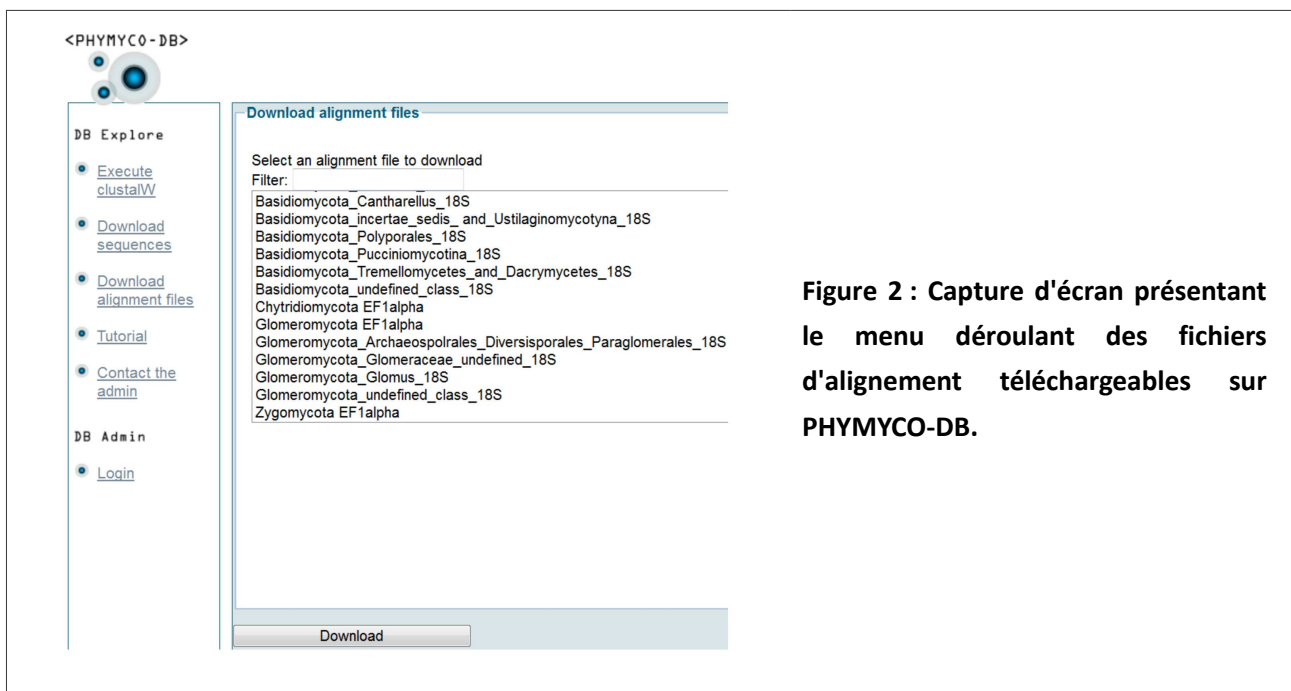 <PHYMYCO-DB>
DB Explore
Execute
clustalW
Download
sequences
Download
alignment files
Tutorial
Contact the
admin
DB Admin
Login
Download alignment files
Select an alignment file to download
Filter:
Basidiomycota_Cantharellus_18S
Basidiomycota_incertae_sedis_ and_Ustilaginomycotyna_18S
Basidiomycota_Polyporales_18S
Basidiomycota_Pucciniomycotina_18S
Basidiomycota_Tremellomycetes_and_Dacrymycetes_18S
Basidiomycota_undefined_class_18S
Chytridiomycota EF1alpha
Glomeromycota EF1alpha
Glomeromycota_Archaeospolrales_Diversisporales_Paraglomerales_18S
Glomeromycota_Glomeraceae_undefined_18S
Glomeromycota_Glomus_18S
Glomeromycota_undefined_class_18S
Zygomycota EF1alpha
Download
Figure 2 : Capture d'écran présentant
le menu déroulant des fichiers
d'alignement téléchargeables sur
PHYMYCO-DB.